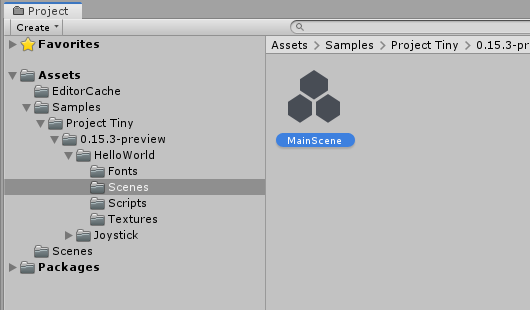 Project
Create
Favorites
Assets
EditorCache
Samples
Project Tiny
0.15.3-preview
HelloWorld
Fonts
Scenes
Scripts
Textures
Joystick
Scenes
Packages
Assets > Samples > Project Tiny > 0.15.3-pr
MainScene